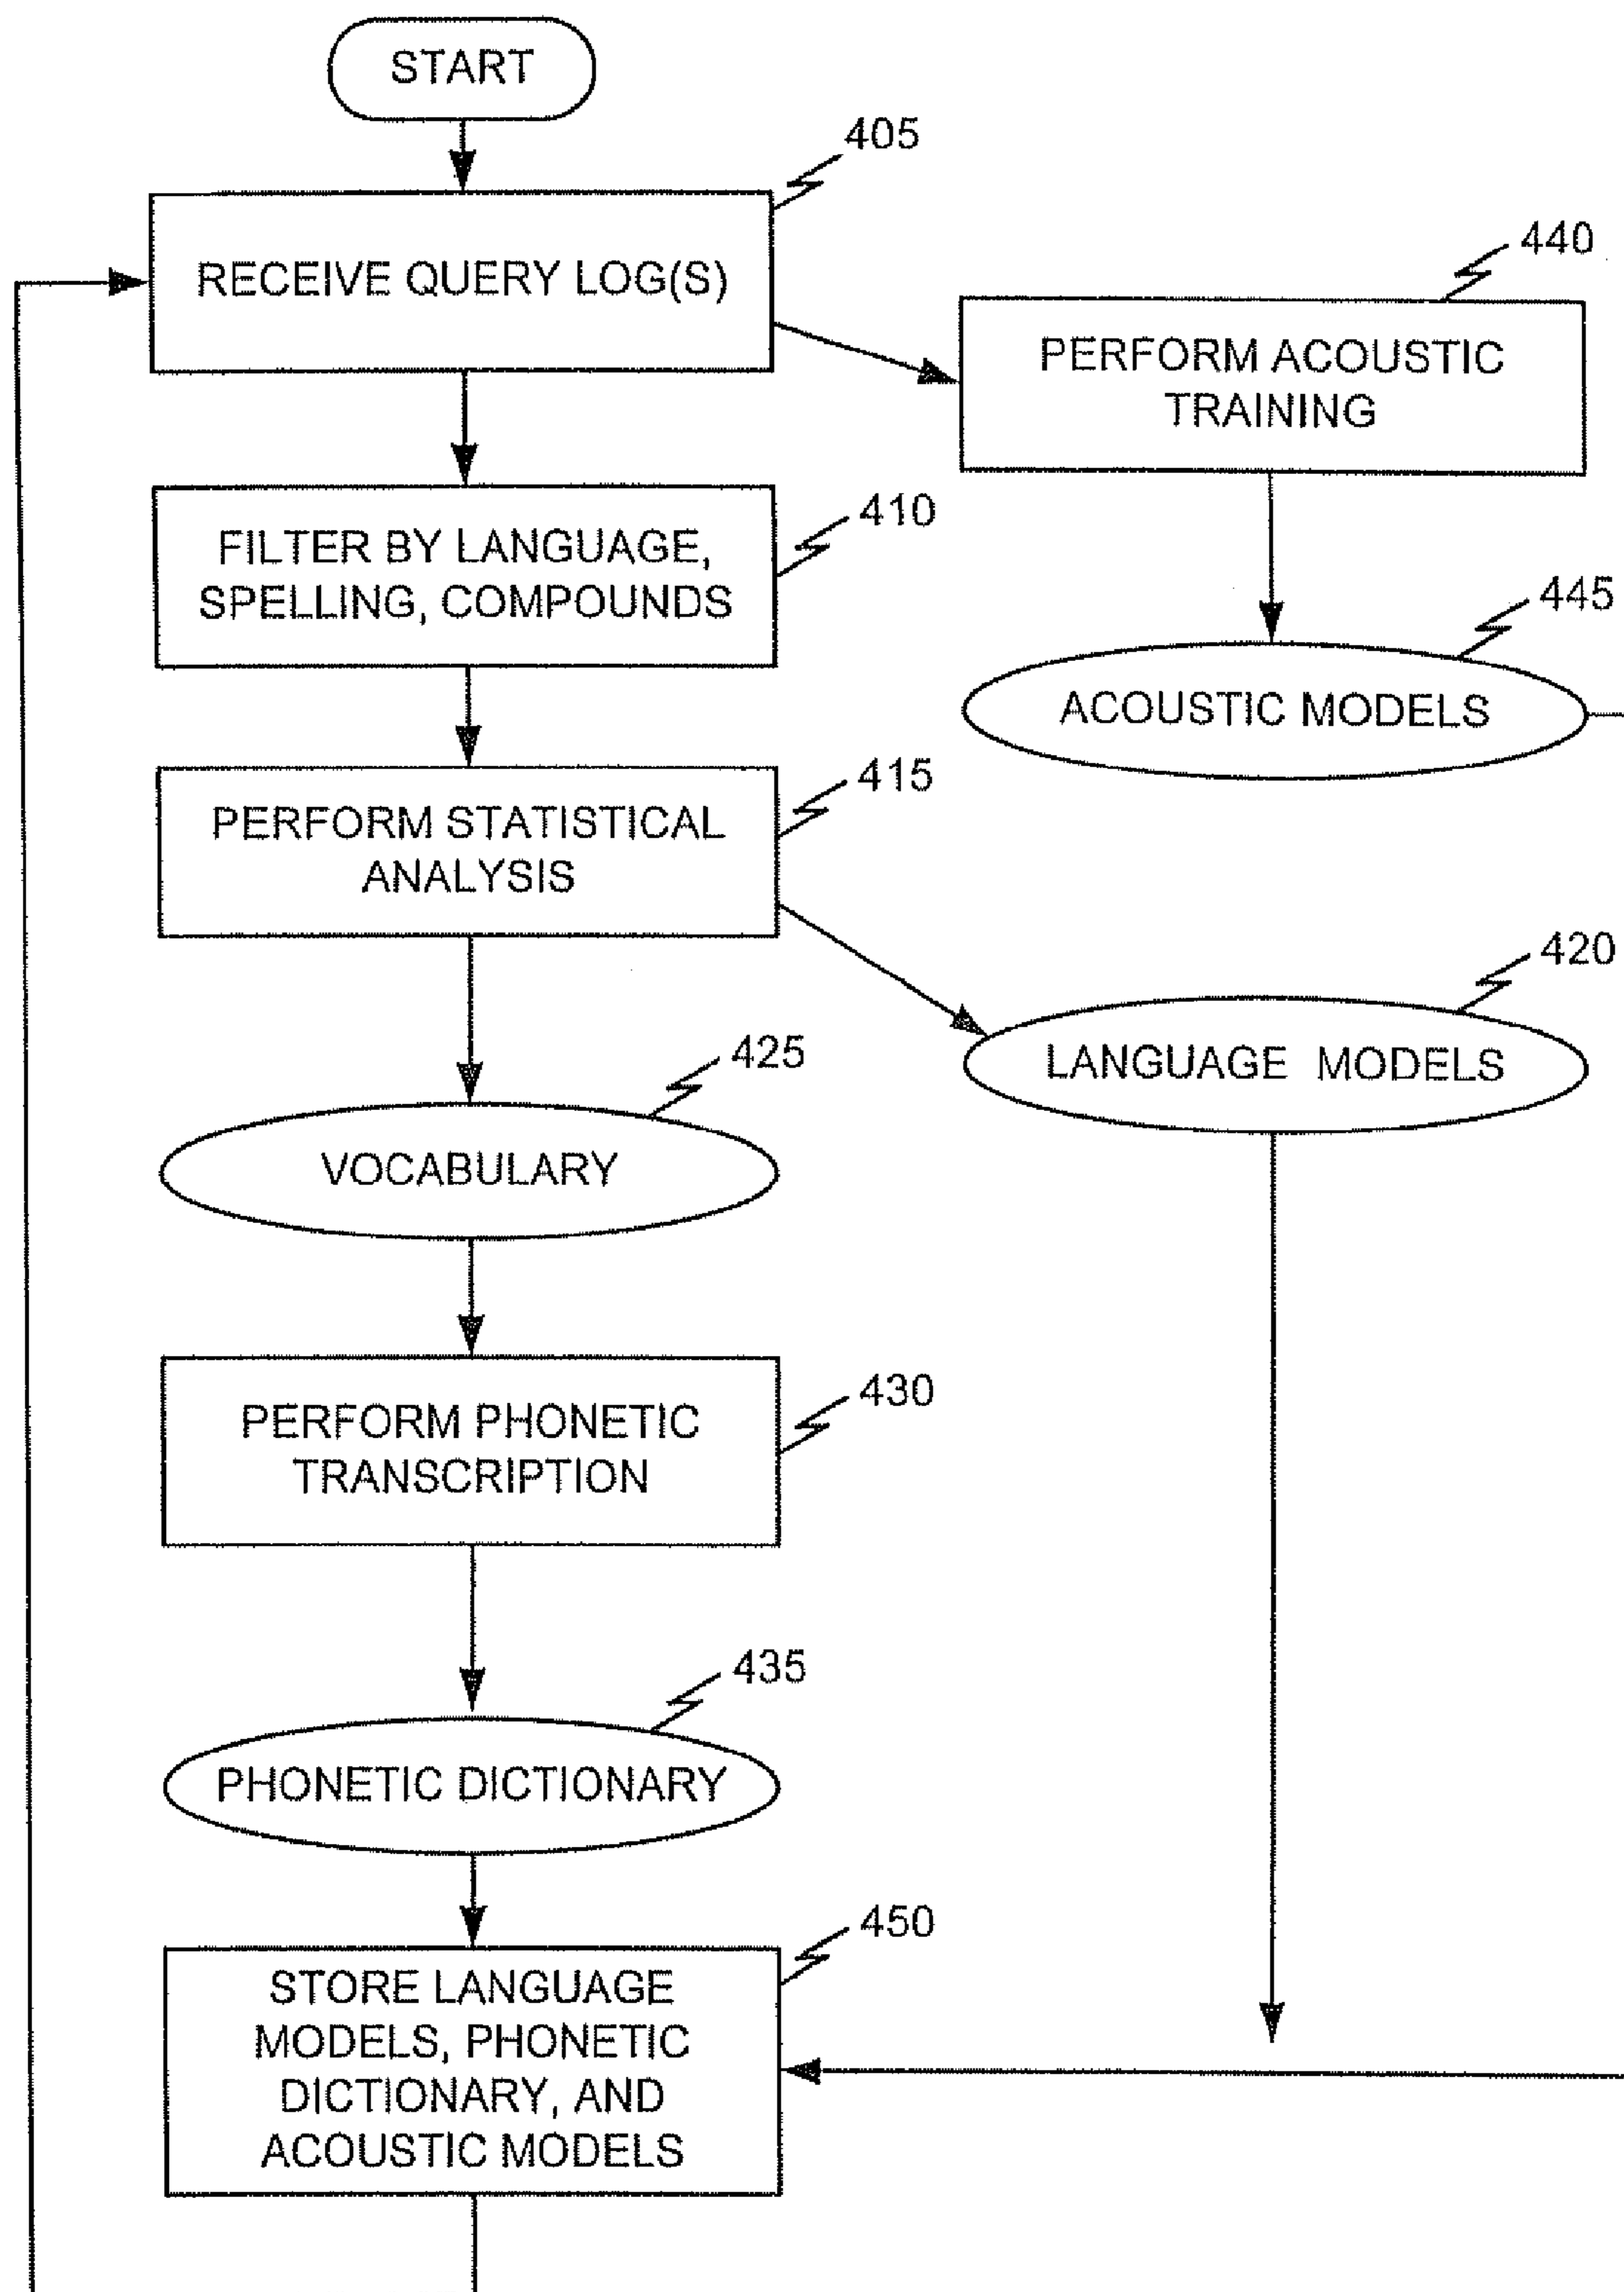 START
405
RECEIVE QUERY LOG(S)
440
PERFORM ACOUSTIC
TRAINING
410
FILTER BY LANGUAGE,
SPELLING, COMPOUNDS
445
ACOUSTIC MODELS
415
PERFORM STATISTICAL
ANALYSIS
420
LANGUAGE MODELS
425
VOCABULARY
430
PERFORM PHONETIC
TRANSCRIPTION
435
PHONETIC DICTIONARY
450
STORE LANGUAGE
MODELS, PHONETIC
DICTIONARY, AND
ACOUSTIC MODELS